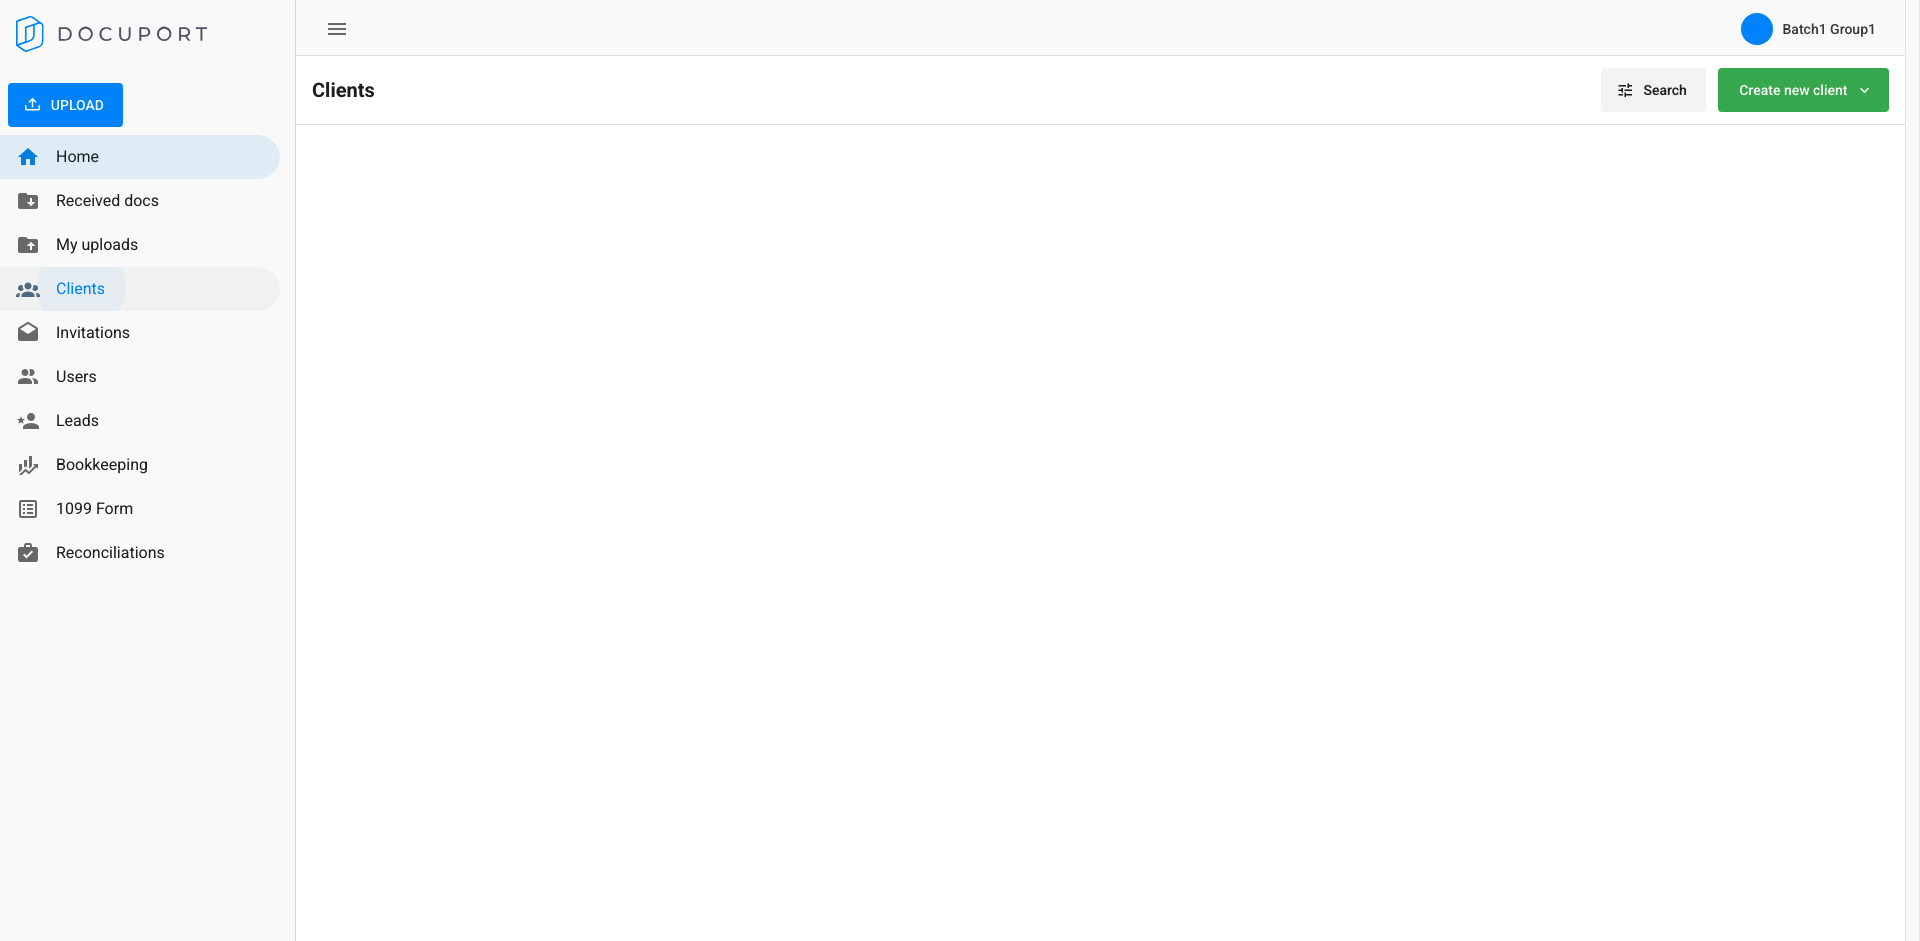 DOCUPORT
Batch1 Group1
Clients
Search
Create new client
UPLOAD
Home
Received docs
My uploads
Clients
Invitations
Users
Leads
Bookkeeping
1099 Form
Reconciliations